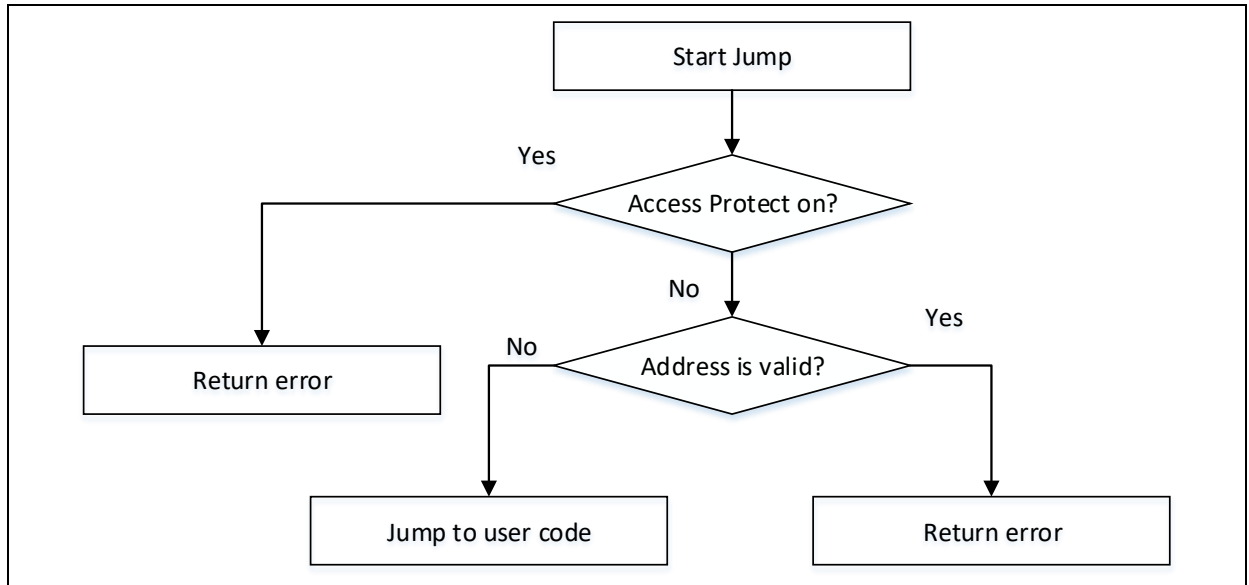 Start Jump
Yes
Access Protect on?
No
Yes
No
Address is valid?
Return error
Jump to user code
Return error